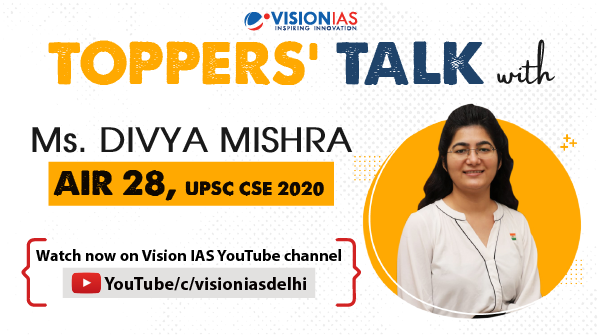 VISIONIAS
INSPIRING INNOVATION
TOPPERS' TALK with
Ms. DIVYA MISHRA
AIR 28, UPSC CSE 2020
Watch now on Vision IAS YouTube channel
YouTube/c/visioniasdelhi